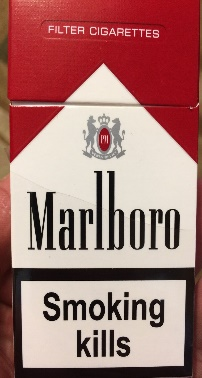 FILTER CIGARETTES
PM
Marlboro
Smoking
kills